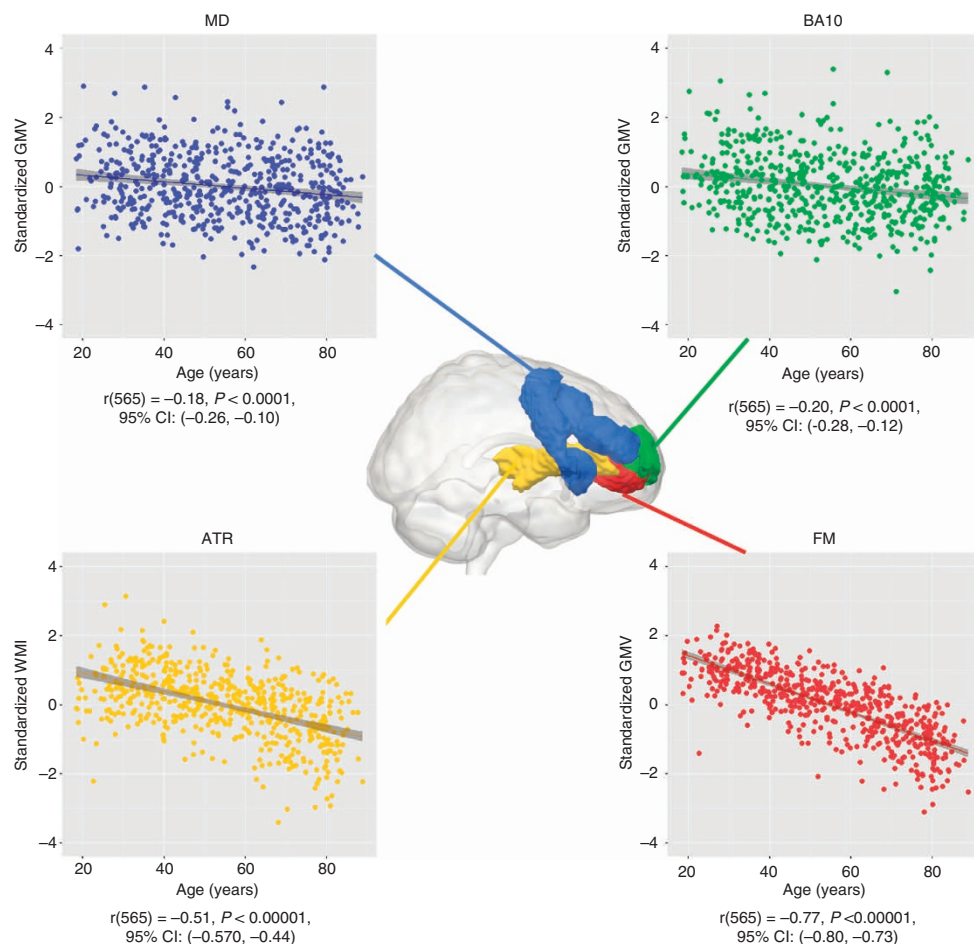 MD
Standardized GMV
4
2
0
–2
–4
20 40 60 80
Age (years)
r(565) = –0.18, P < 0.0001,
95% CI: (–0.26, –0.10)
BA10
Standardized GMV
4
2
0
–2
–4
20 40 60 80
Age (years)
r(565) = –0.20, P < 0.0001,
95% CI: (-0.28, –0.12)
ATR
Standardized WMI
4
2
0
–2
–4
20 40 60 80
Age (years)
r(565) = –0.51, P < 0.00001,
95% CI: (–0.570, –0.44)
FM
Standardized GMV
4
2
0
–2
–4
20 40 60 80
Age (years)
r(565) = –0.77, P <0.00001,
95% CI: (–0.80, –0.73)